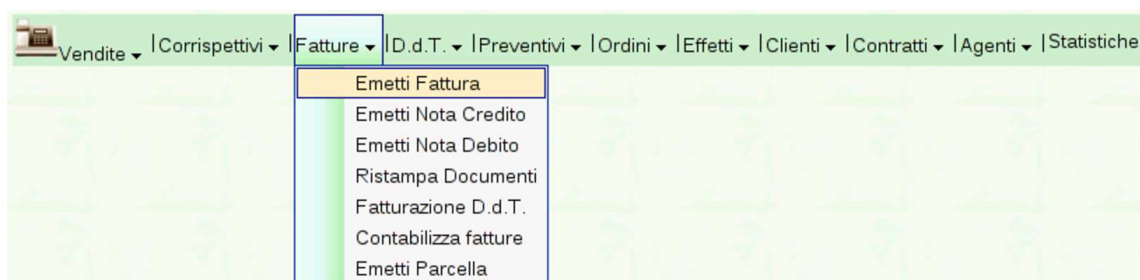 Vendite | Corrispettivi | Fatture | D.d.T. | Preventivi | Ordini | Effetti | Clienti | Contratti | Agenti | Statistiche
Emetti Fattura
Emetti Nota Credito
Emetti Nota Debito
Ristampa Documenti
Fatturazione D.d.T.
Contabilizza fatture
Emetti Parcella